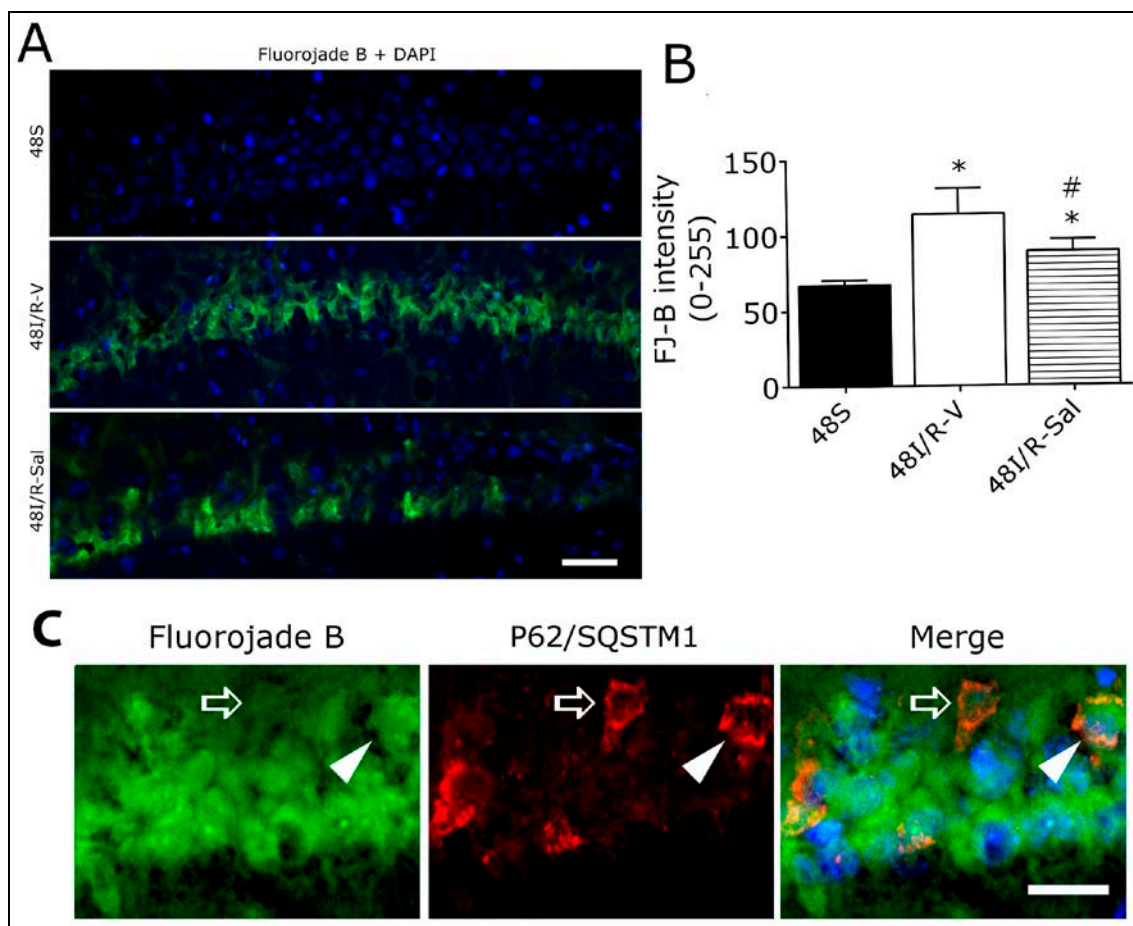 A
Fluorojade B + DAPI
48S
48I/R-V
48I/R-Sal
B
FJ-B intensity
(0-255)
150
100
50
0
*
#
*
48S
48I/R-V
48I/R-Sal
C
Fluorojade B
P62/SQSTM1
Merge